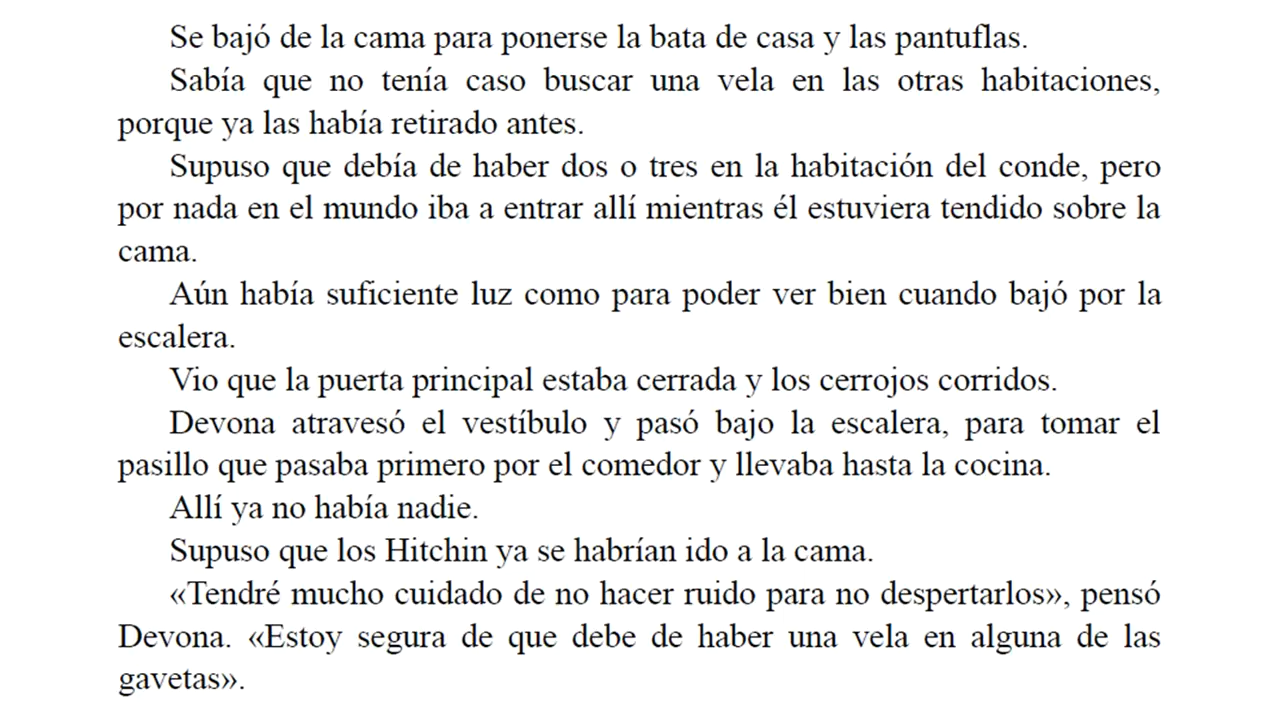 Se bajó de la cama para ponerse la bata de casa y las pantuflas.
Sabía que no tenía caso buscar una vela en las otras habitaciones,
porque ya las había retirado antes.
Supuso que debía de haber dos o tres en la habitación del conde, pero
por nada en el mundo iba a entrar allí mientras él estuviera tendido sobre la
cama.
Aún había suficiente luz como para poder ver bien cuando bajó por la
escalera.
Vio que la puerta principal estaba cerrada y los cerrojos corridos.
Devona atravesó el vestíbulo y pasó bajo la escalera, para tomar el
pasillo que pasaba primero por el comedor y llevaba hasta la cocina.
Allí ya no había nadie.
Supuso que los Hitchin ya se habrían ido a la cama.
«Tendré mucho cuidado de no hacer ruido para no despertarlos», pensó
Devona. «Estoy segura de que debe de haber una vela en alguna de las
gavetas».